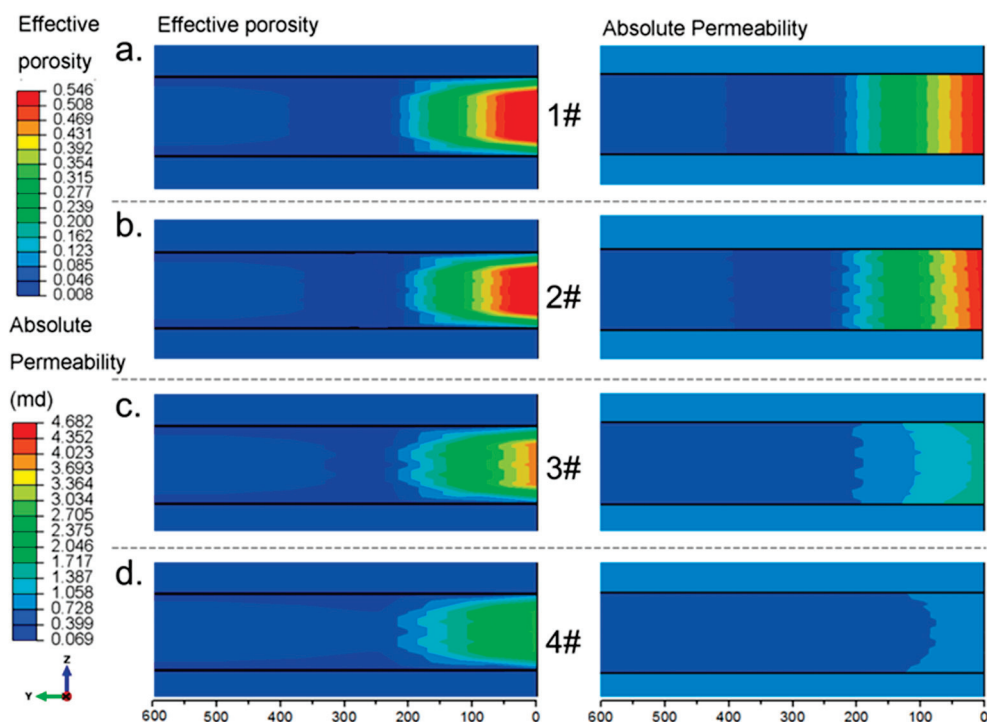 Effective
porosity
0.546
0.508
0.469
0.431
0.392
0.354
0.315
0.277
0.239
0.200
0.162
0.123
0.085
0.046
0.008
Absolute
Permeability
(md)
4.682
4.352
4.023
3.693
3.364
3.034
2.705
2.375
2.046
1.717
1.387
1.058
0.728
0.399
0.069
Z
Y
X
Effective porosity
Absolute Permeability
a.
1#
b.
2#
c.
3#
d.
4#
600 500 400 300 200 100 0
600 500 400 300 200 100 0